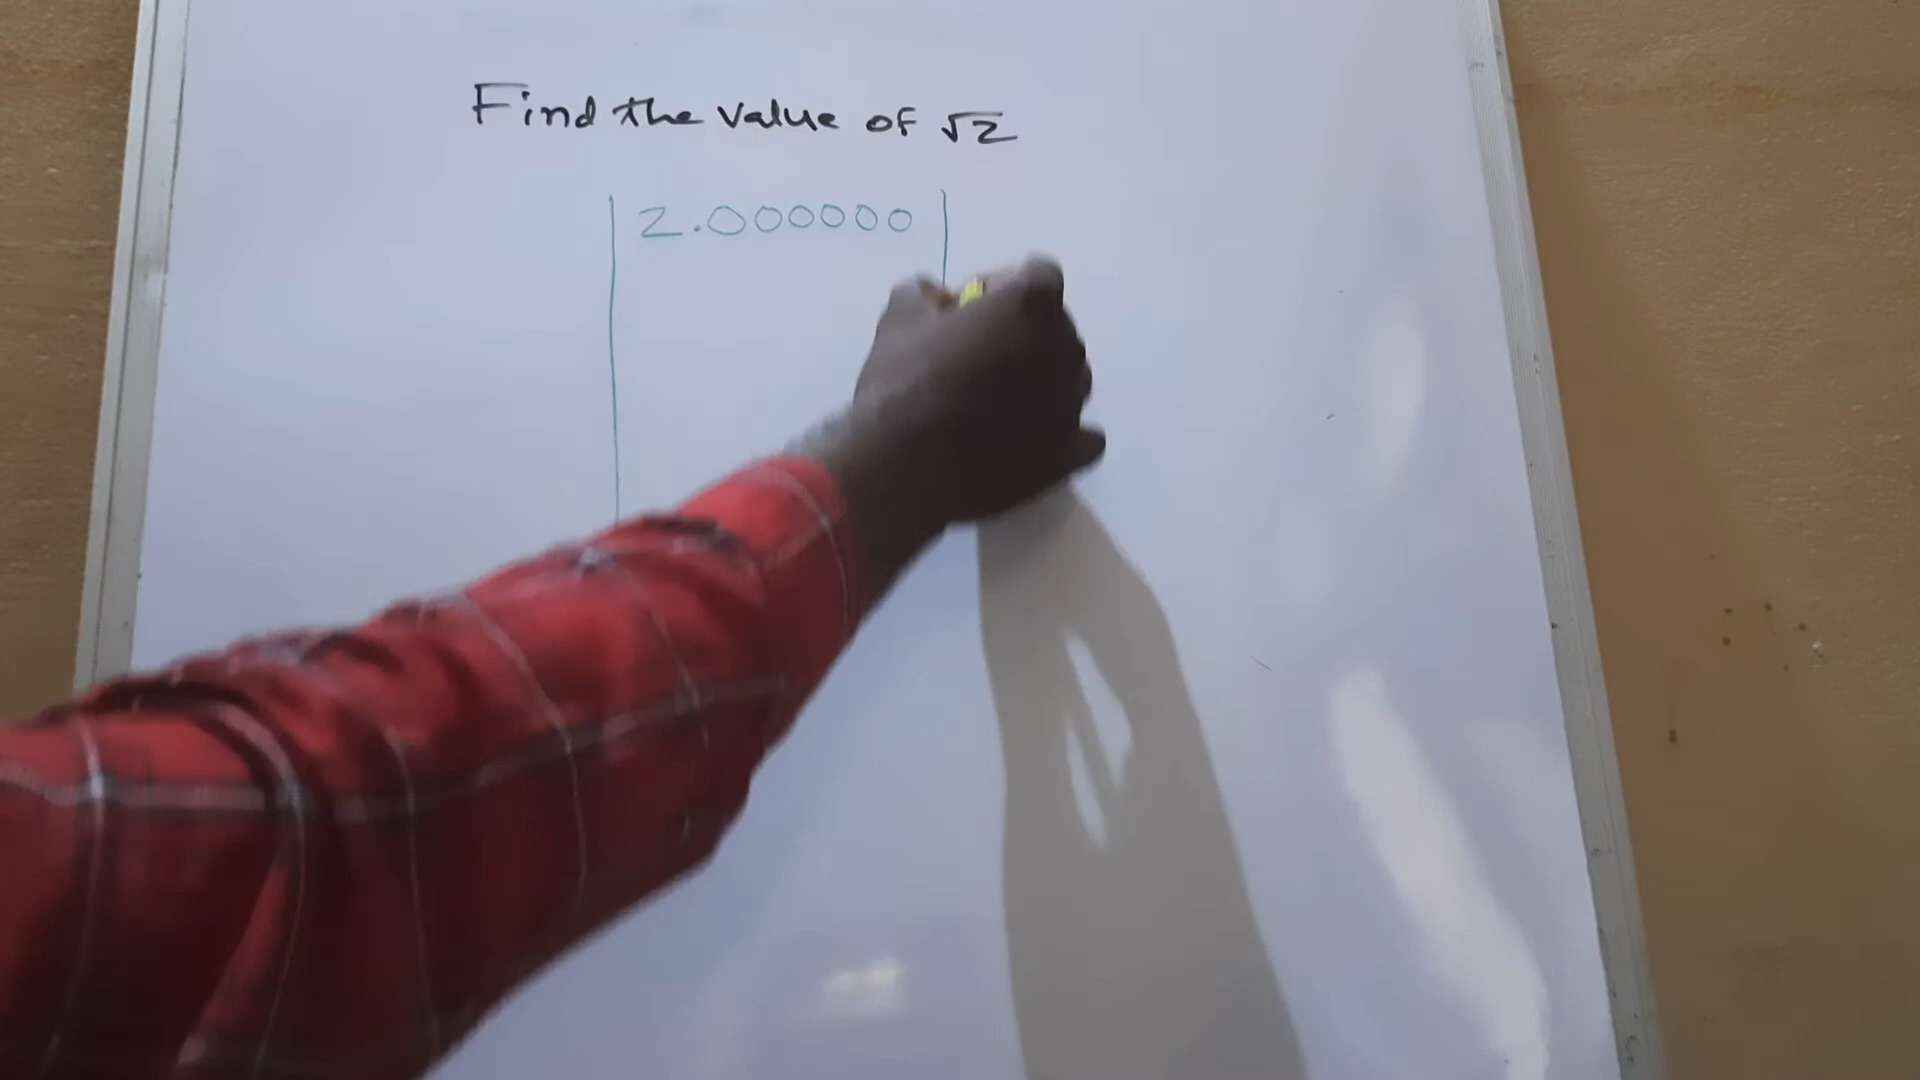 Find the value of √2
2.000000